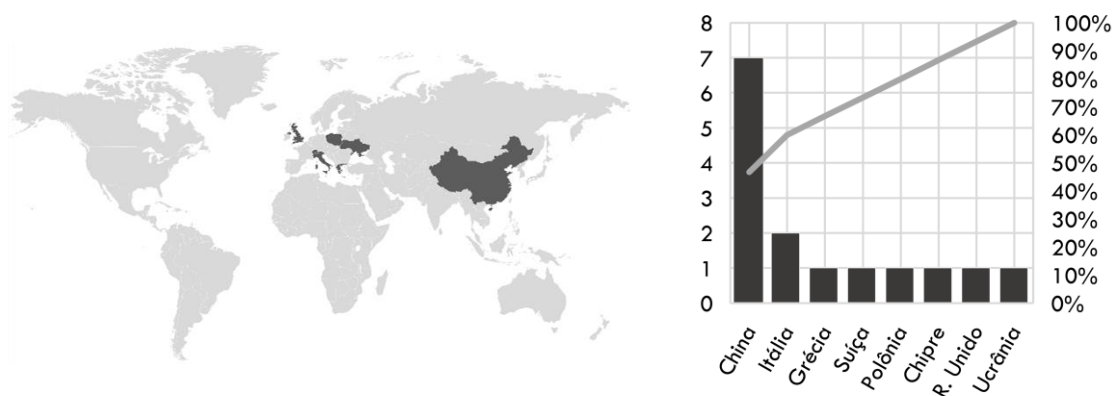 8
7
6
5
4
3
2
1
0
100%
90%
80%
70%
60%
50%
40%
30%
20%
10%
0%
China
Itália
Grécia
Suíça
Polônia
Chipre
R. Unido
Ucrânia